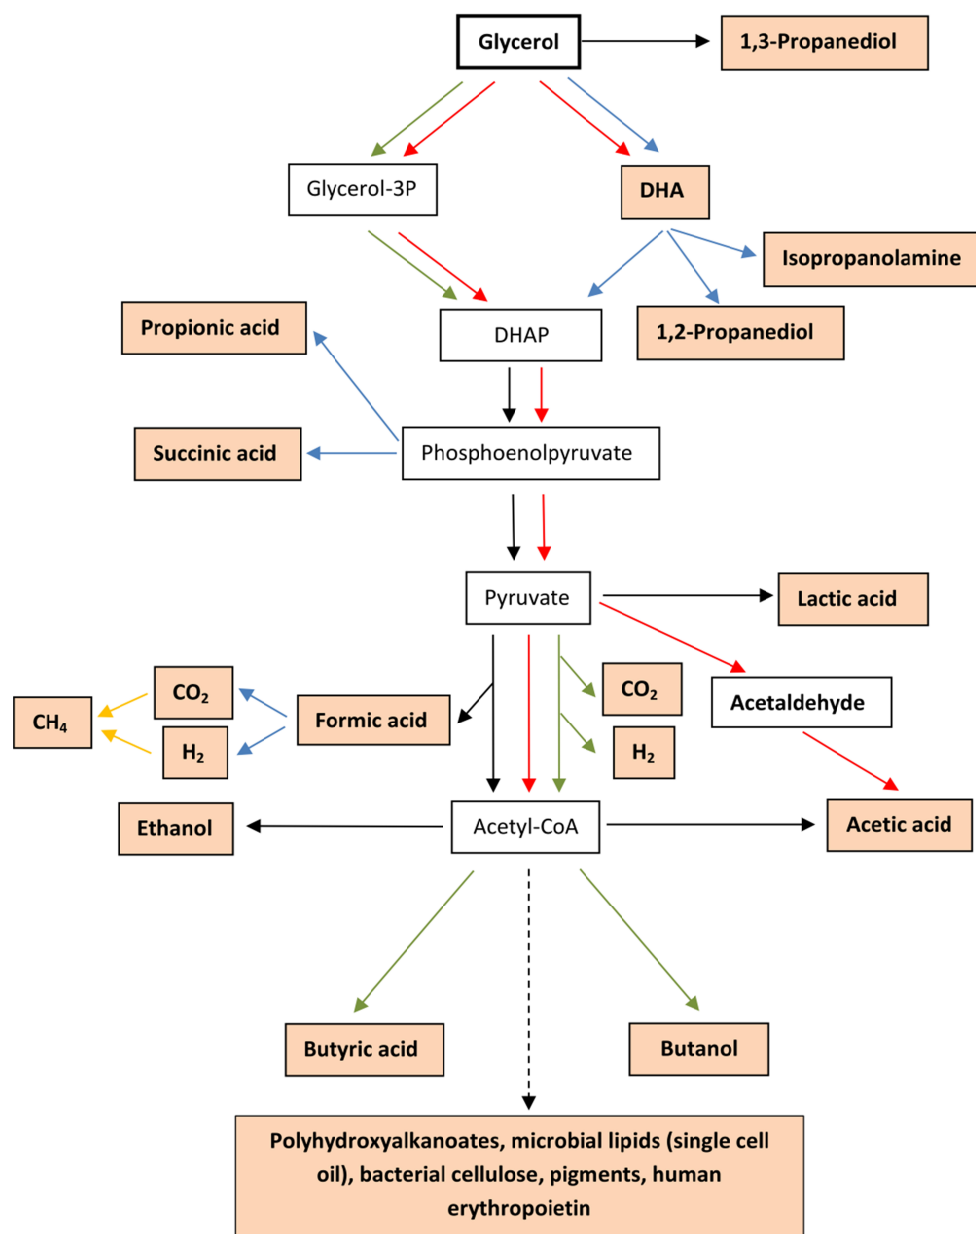 Glycerol
1,3-Propanediol
Glycerol-3P
DHA
Isopropanolamine
Propionic acid
DHAP
1,2-Propanediol
Succinic acid
Phosphoenolpyruvate
Pyruvate
Lactic acid
CO₂
CH₄
H₂
Formic acid
CO₂
H₂
Acetaldehyde
Ethanol
Acetyl-CoA
Acetic acid
Butyric acid
Butanol
Polyhydroxyalkanoates, microbial lipids (single cell
oil), bacterial cellulose, pigments, human
erythropoietin